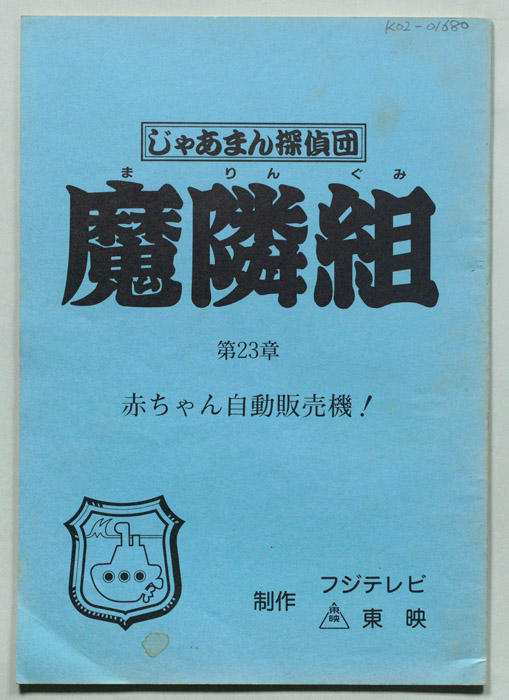 K02-01680
じゃあまん探偵団
まりんぐみ
魔隣組
第23章
赤ちゃん自動販売機！
制作 フジテレビ
東映 東映